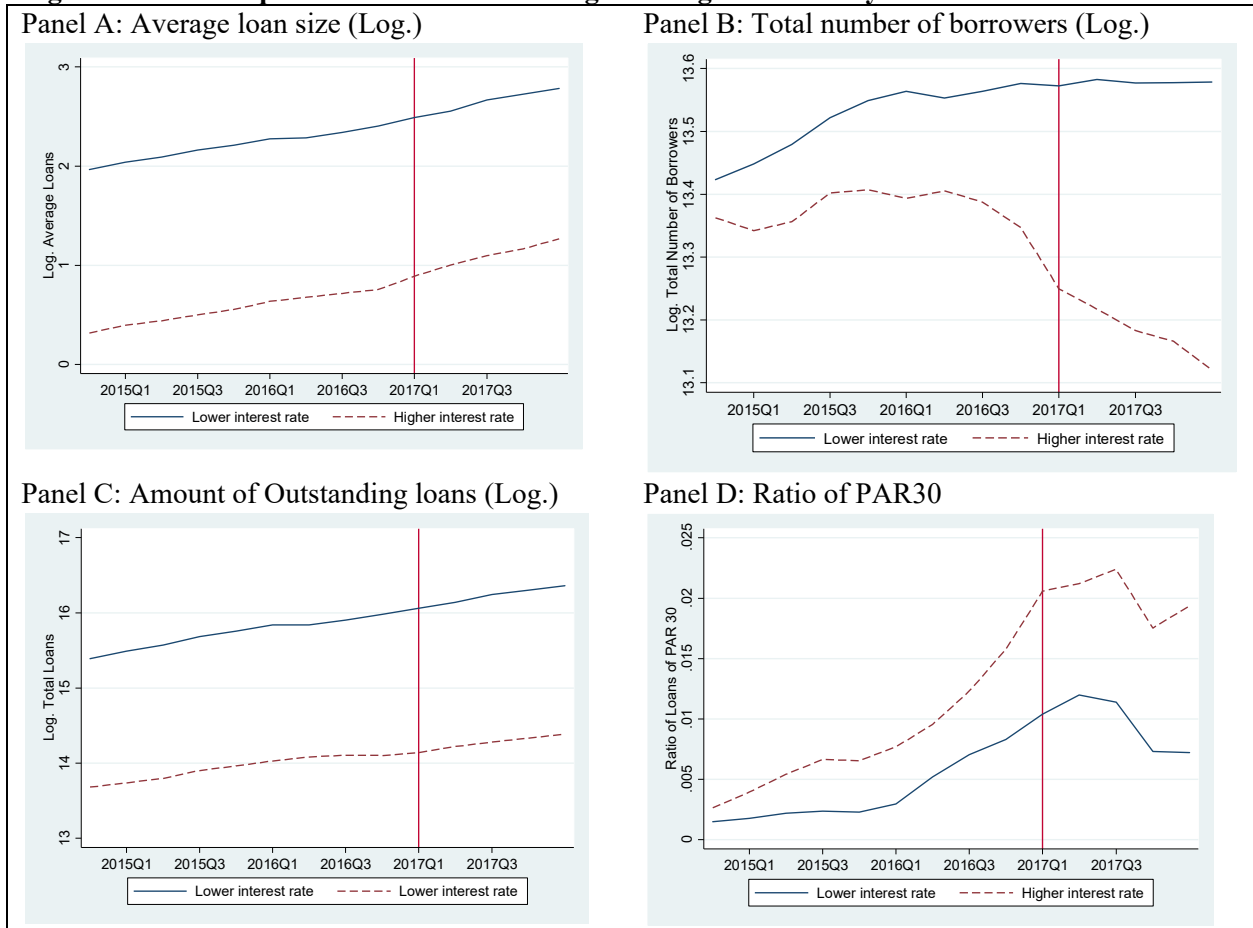 Panel A: Average loan size (Log.)
3
2
1
0
Log. Average Loans
2015Q1 2015Q3 2016Q1 2016Q3 2017Q1 2017Q3
Lower interest rate Higher interest rate
Panel B: Total number of borrowers (Log.)
13.6
13.5
13.4
13.3
13.2
13.1
Log. Total Number of Borrowers
2015Q1 2015Q3 2016Q1 2016Q3 2017Q1 2017Q3
Lower interest rate Higher interest rate
Panel C: Amount of Outstanding loans (Log.)
17
16
15
14
13
Log. Total Loans
2015Q1 2015Q3 2016Q1 2016Q3 2017Q1 2017Q3
Lower interest rate Lower interest rate
Panel D: Ratio of PAR30
.025
.02
.015
.01
.005
0
Ratio of Loans of PAR 30
2015Q1 2015Q3 2016Q1 2016Q3 2017Q1 2017Q3
Lower interest rate Higher interest rate